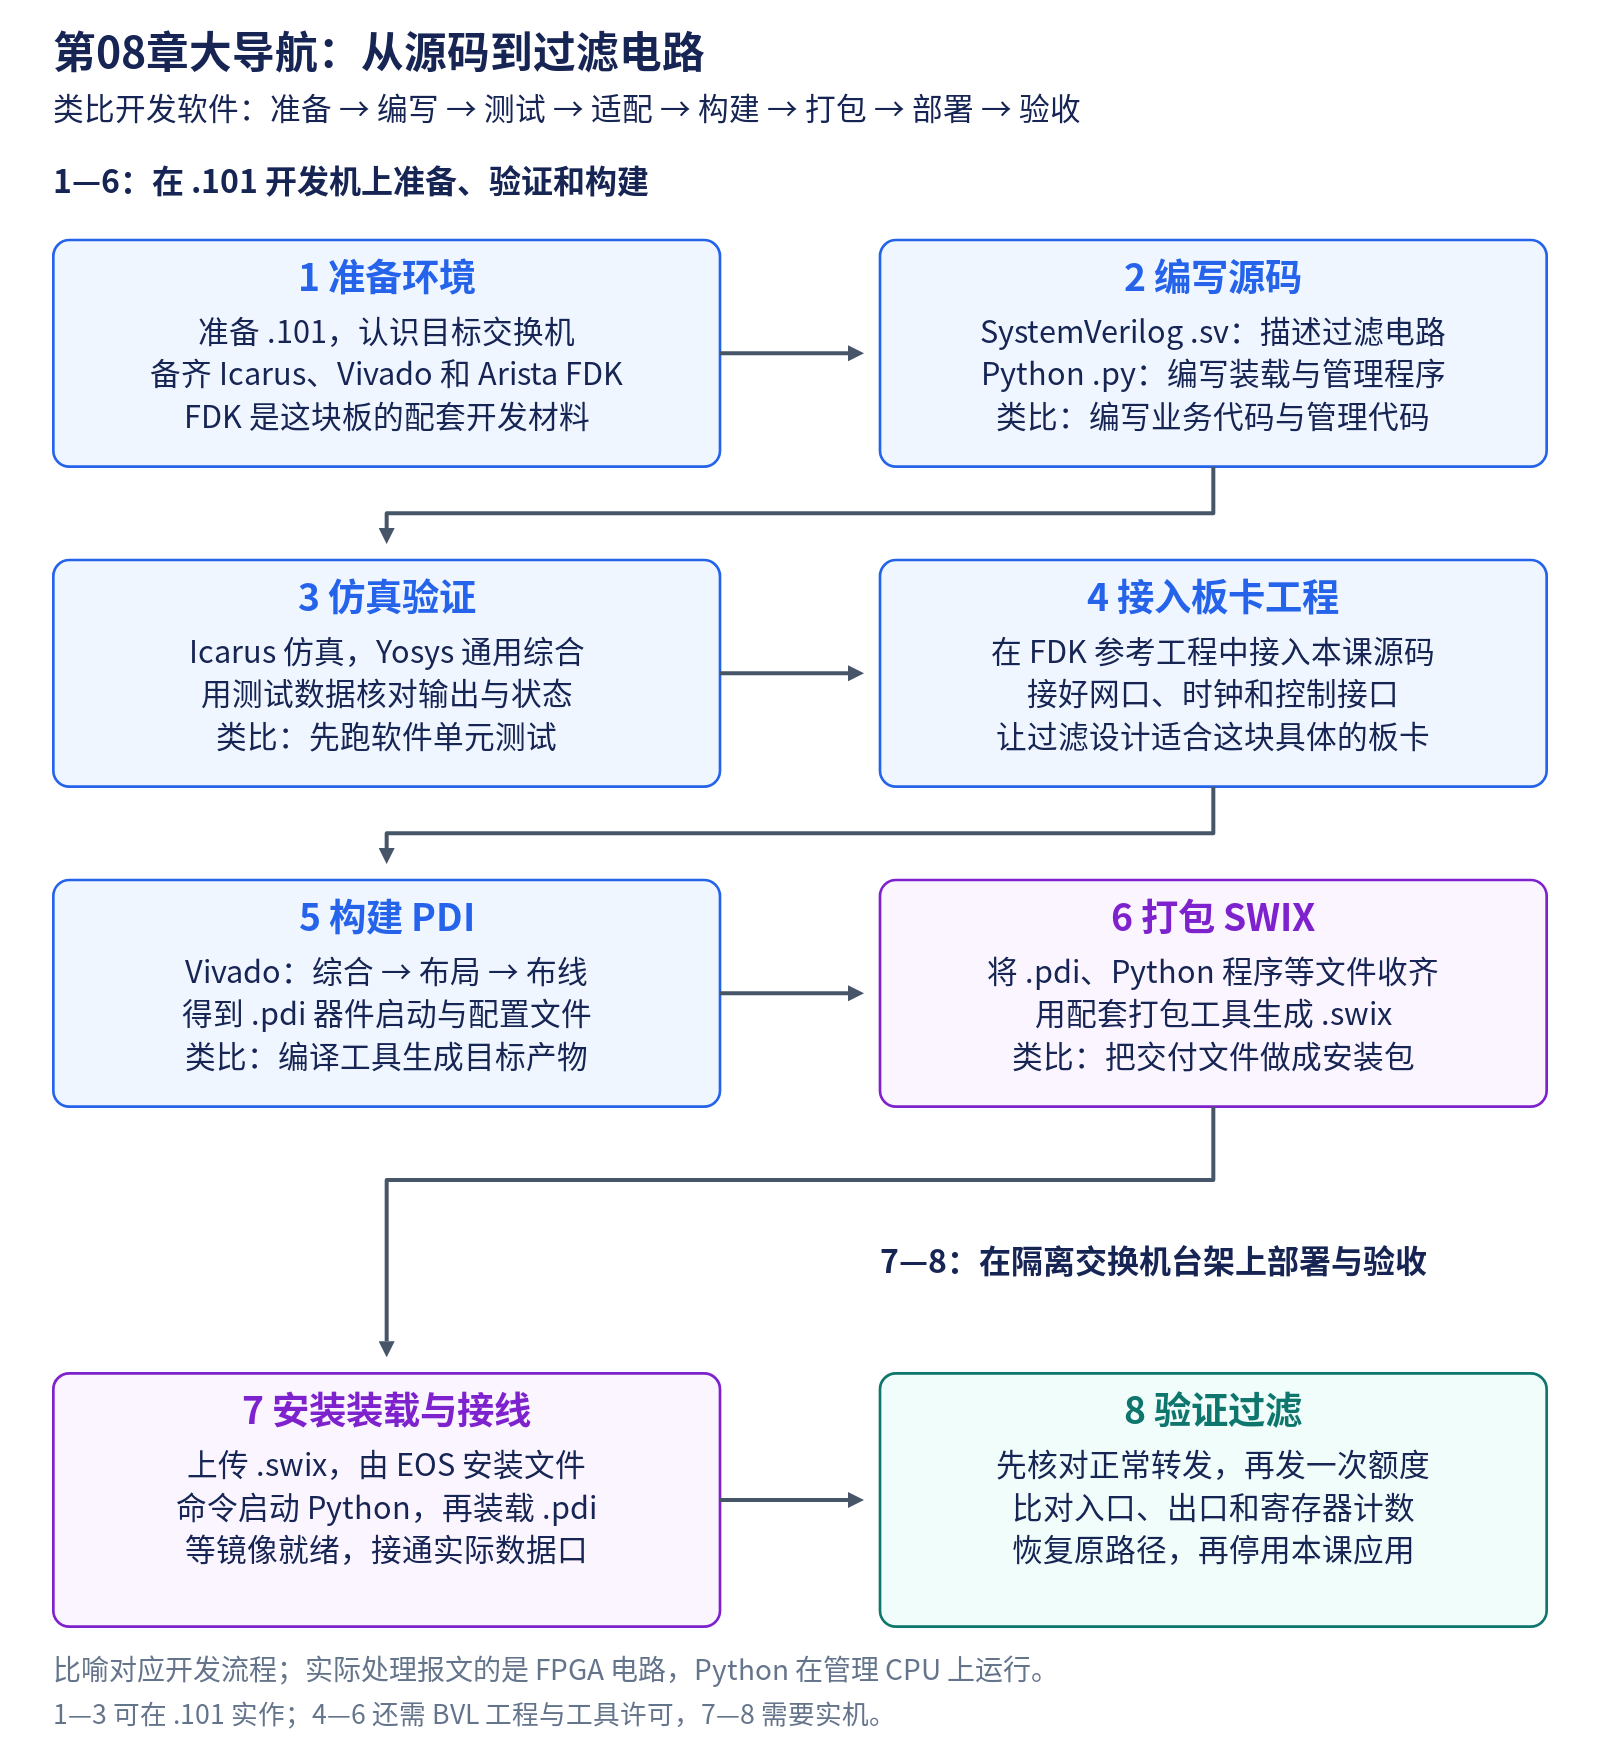 第08章大导航：从源码到过滤电路
类比开发软件：准备 → 编写 → 测试 → 适配 → 构建 → 打包 → 部署 → 验收
1—6：在 .101 开发机上准备、验证和构建
1 准备环境
准备 .101，认识目标交换机
备齐 Icarus、Vivado 和 Arista FDK
FDK 是这块板的配套开发材料
2 编写源码
SystemVerilog .sv：描述过滤电路
Python .py：编写装载与管理程序
类比：编写业务代码与管理代码
3 仿真验证
Icarus 仿真，Yosys 通用综合
用测试数据核对输出与状态
类比：先跑软件单元测试
4 接入板卡工程
在 FDK 参考工程中接入本课源码
接好网口、时钟和控制接口
让过滤设计适合这块具体的板卡
5 构建 PDI
Vivado：综合 → 布局 → 布线
得到 .pdi 器件启动与配置文件
类比：编译工具生成目标产物
6 打包 SWIX
将 .pdi、Python 程序等文件收齐
用配套打包工具生成 .swix
类比：把交付文件做成安装包
7—8：在隔离交换机台架上部署与验收
7 安装装载与接线
上传 .swix，由 EOS 安装文件
命令启动 Python，再装载 .pdi
等镜像就绪，接通实际数据口
8 验证过滤
先核对正常转发，再发一次额度
比对入口、出口和寄存器计数
恢复原路径，再停用本课应用
比喻对应开发流程；实际处理报文的是 FPGA 电路，Python 在管理 CPU 上运行。
1—3 可在 .101 实作；4—6 还需 BVL 工程与工具许可，7—8 需要实机。